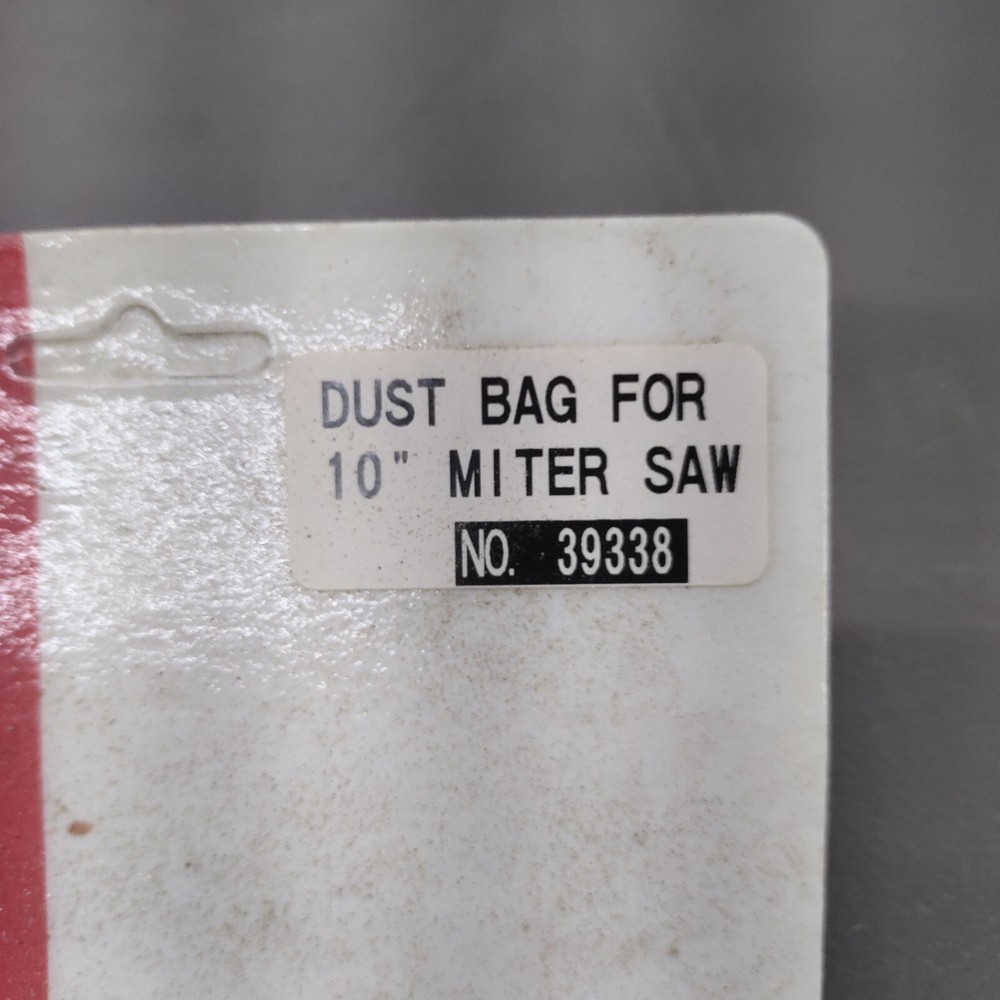 DUST BAG FOR
10" MITER SAW
NO. 39338